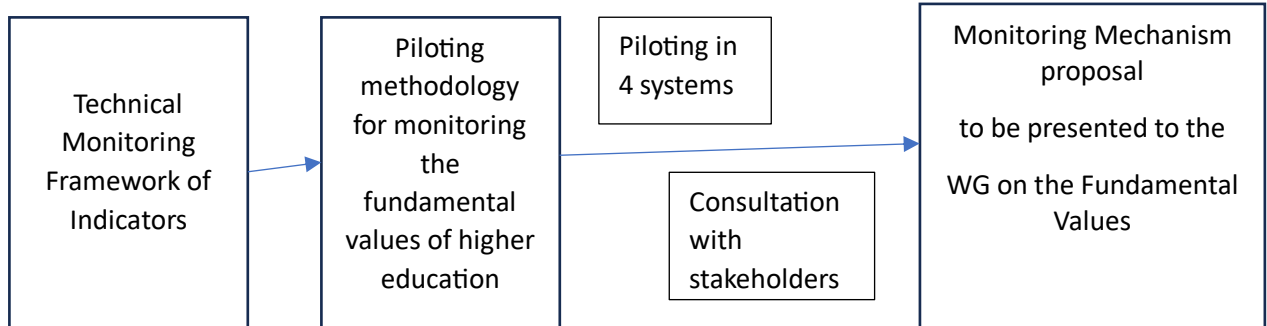 Technical
Monitoring
Framework of
Indicators
Piloting
methodology
for monitoring
the
fundamental
values of higher
education
Piloting in
4 systems
Consultation
with
stakeholders
Monitoring Mechanism
proposal
to be presented to the
WG on the Fundamental
Values